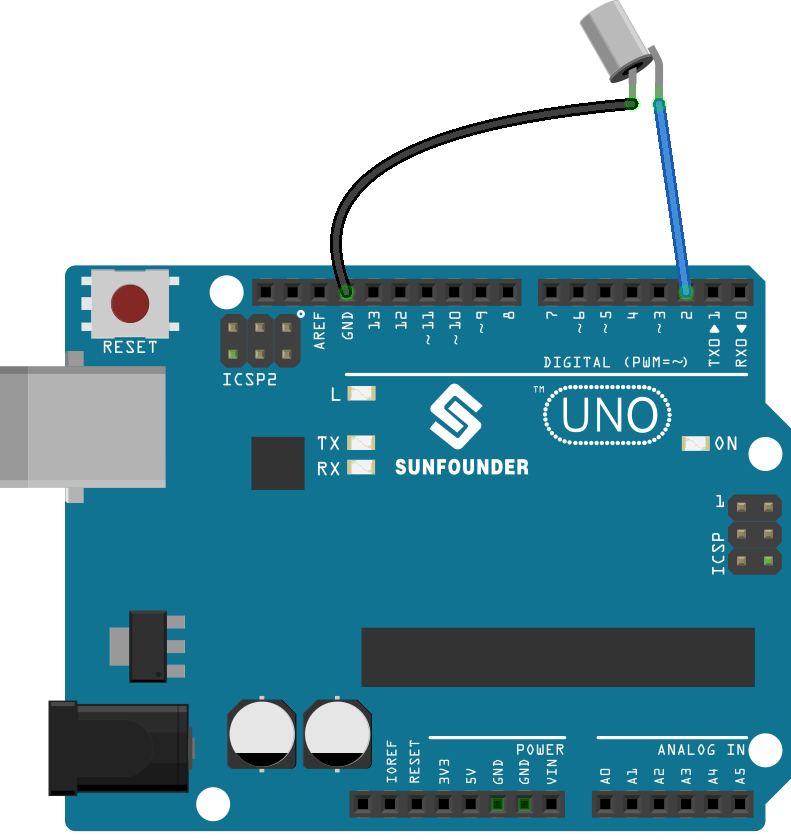 RESET
ICSP2
AREF
GND
13
12
~11
~10
~9
8
7
~6
~5
4
~3
2
TX0▶1
RX0◀0
DIGITAL (PWM=~)
L
TX
RX
SUNFOUNDER
™
UNO
ON
1
ICSP
POWER
ANALOG IN
IOREF
RESET
3V3
5V
GND
GND
VIN
A0
A1
A2
A3
A4
A5